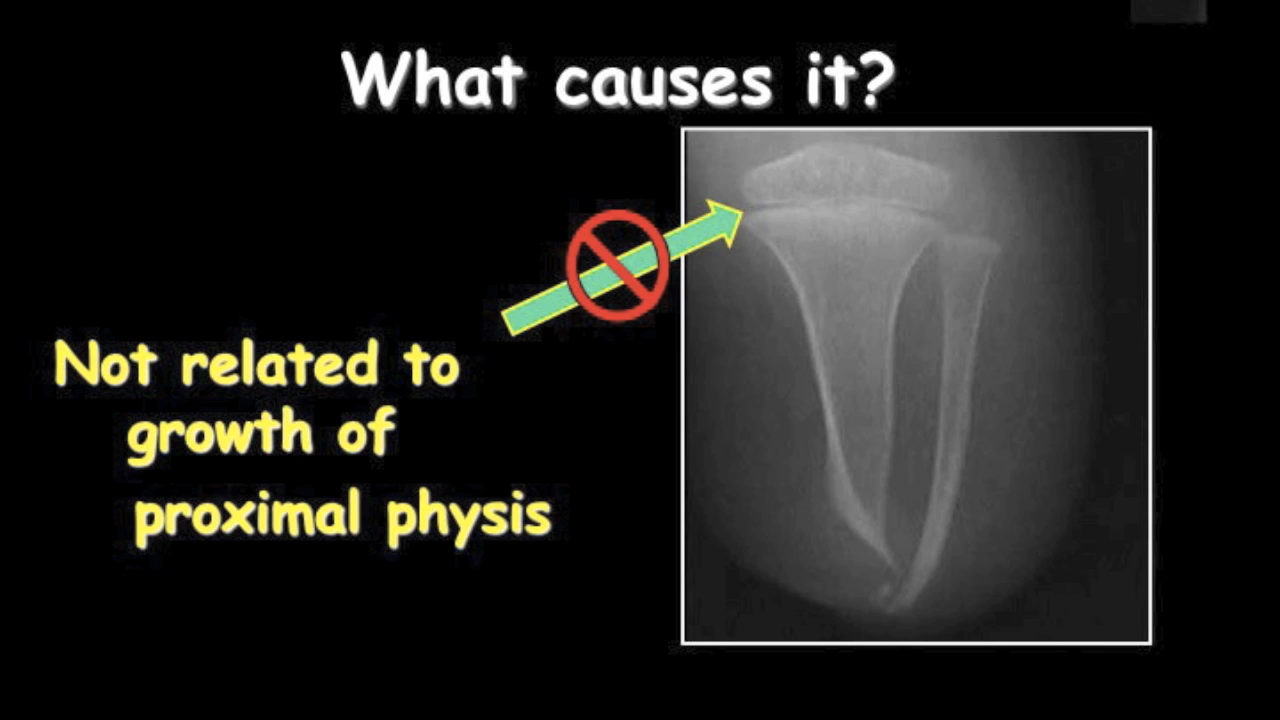 What causes it?
Not related to
growth of
proximal physis